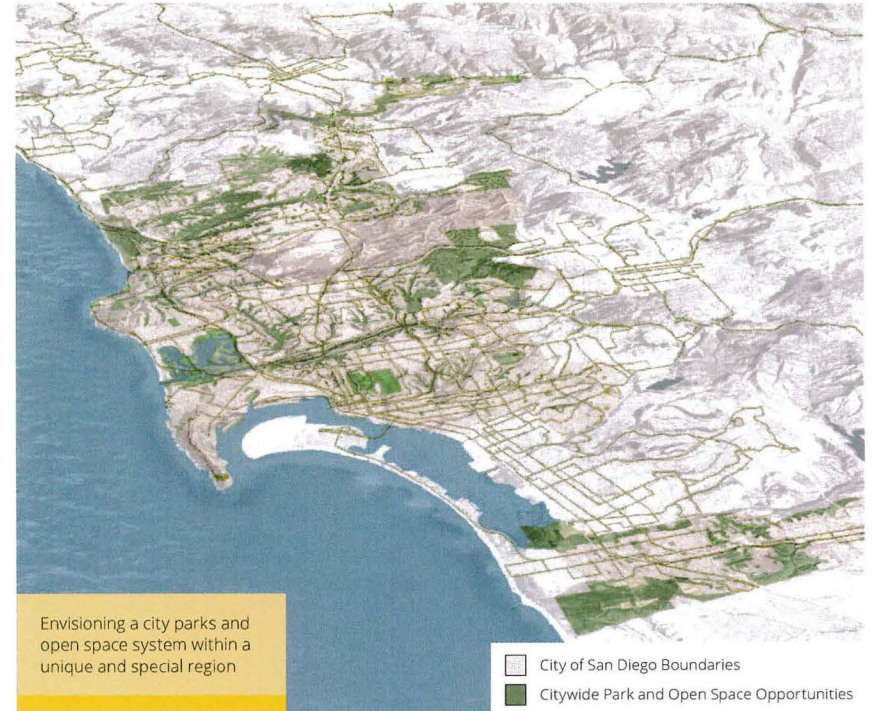 Envisioning a city parks and
open space system within a
unique and special region
City of San Diego Boundaries
Citywide Park and Open Space Opportunities